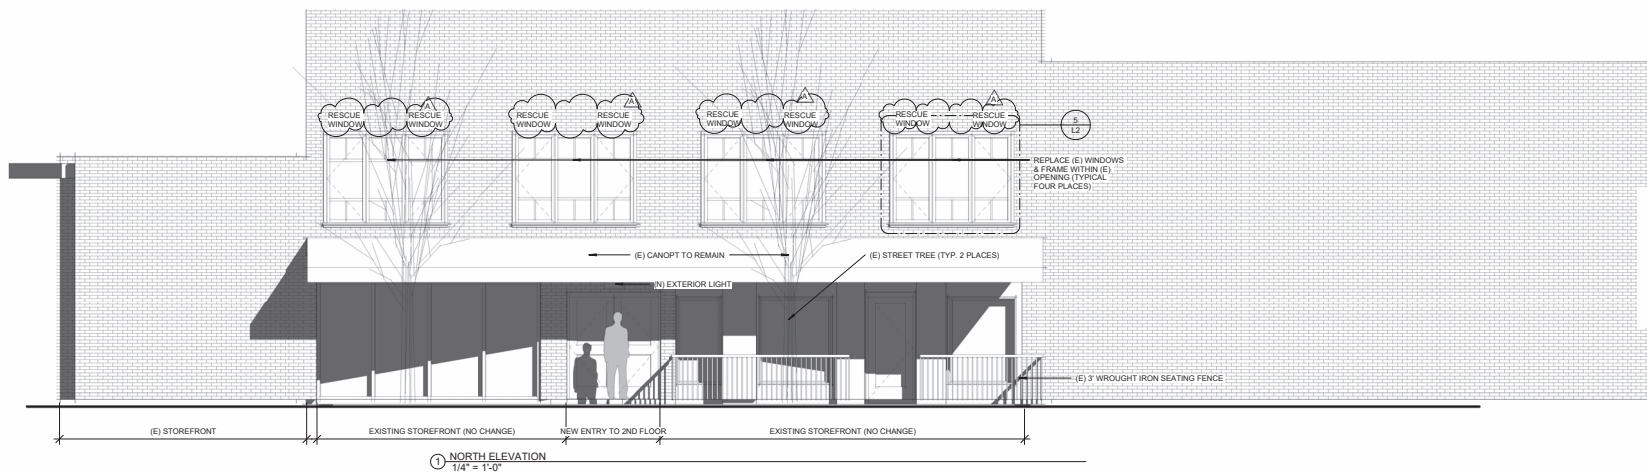 A
A
A
A
RESCUE
WINDOW
RESCUE
WINDOW
RESCUE
WINDOW
RESCUE
WINDOW
RESCUE
WINDOW
RESCUE
WINDOW
RESCUE
WINDOW
RESCUE
WINDOW
5
L2
REPLACE (E) WINDOWS
& FRAME WITHIN (E)
OPENING (TYPICAL
FOUR PLACES)
(E) CANOPT TO REMAIN
(E) STREET TREE (TYP. 2 PLACES)
(N) EXTERIOR LIGHT
(E) 3' WROUGHT IRON SEATING FENCE
(E) STOREFRONT
EXISTING STOREFRONT (NO CHANGE)
NEW ENTRY TO 2ND FLOOR
EXISTING STOREFRONT (NO CHANGE)
1 NORTH ELEVATION
1/4" = 1'-0"